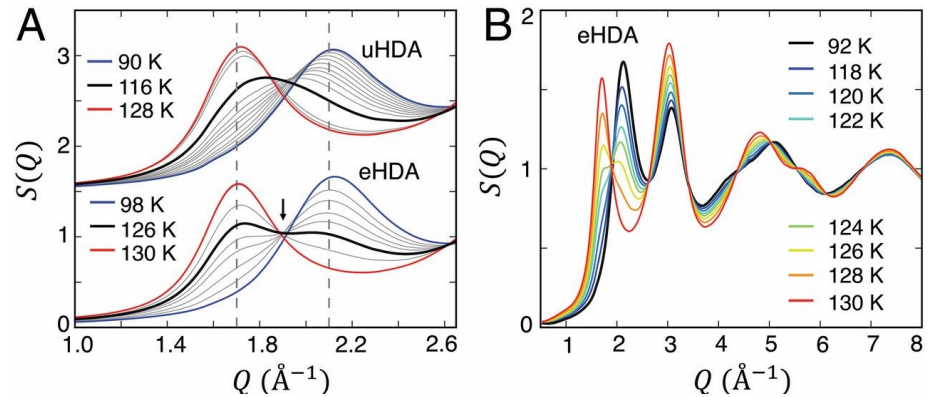 A
S(Q)
3
2
1
0
90 K
116 K
128 K
uHDA
98 K
126 K
130 K
eHDA
1.0
1.4
1.8
2.2
2.6
Q (Å⁻¹)
B
S(Q)
2
1
0
eHDA
92 K
118 K
120 K
122 K
124 K
126 K
128 K
130 K
1
2
3
4
5
6
7
8
Q (Å⁻¹)